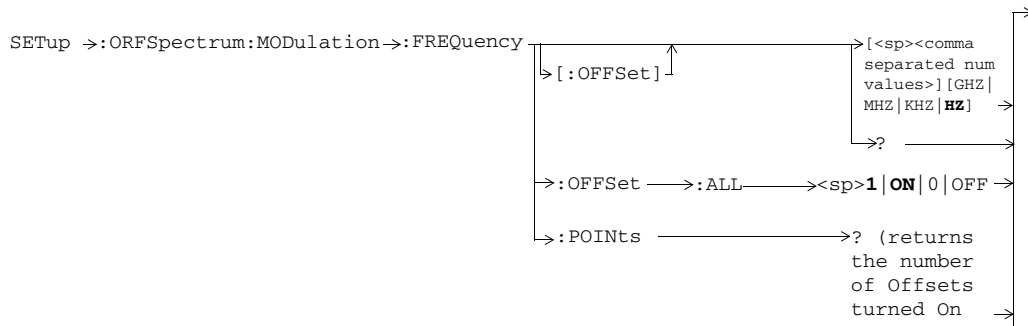 SETup :ORFSpectrum:MODulation :FREQuency
[:OFFSet]
[<sp><comma
separated num
values>][GHZ|
MHZ|KHZ|HZ]
?
:OFFSet :ALL <sp>1|ON|0|OFF
:POINts ? (returns
the number
of Offsets
turned On